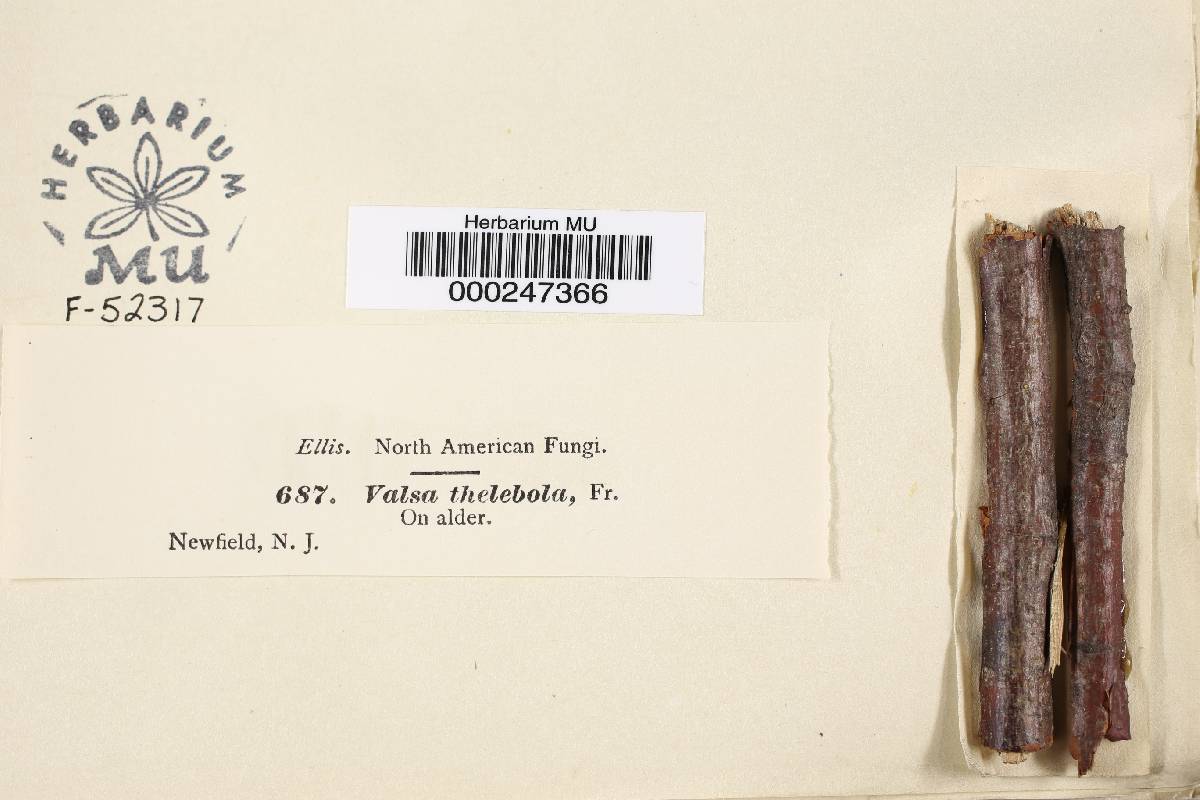 HERBARIUM
MU
F-52317
Herbarium MU
000247366
Ellis. North American Fungi.
687. Valsa thelebola, Fr.
On alder.
Newfield, N. J.